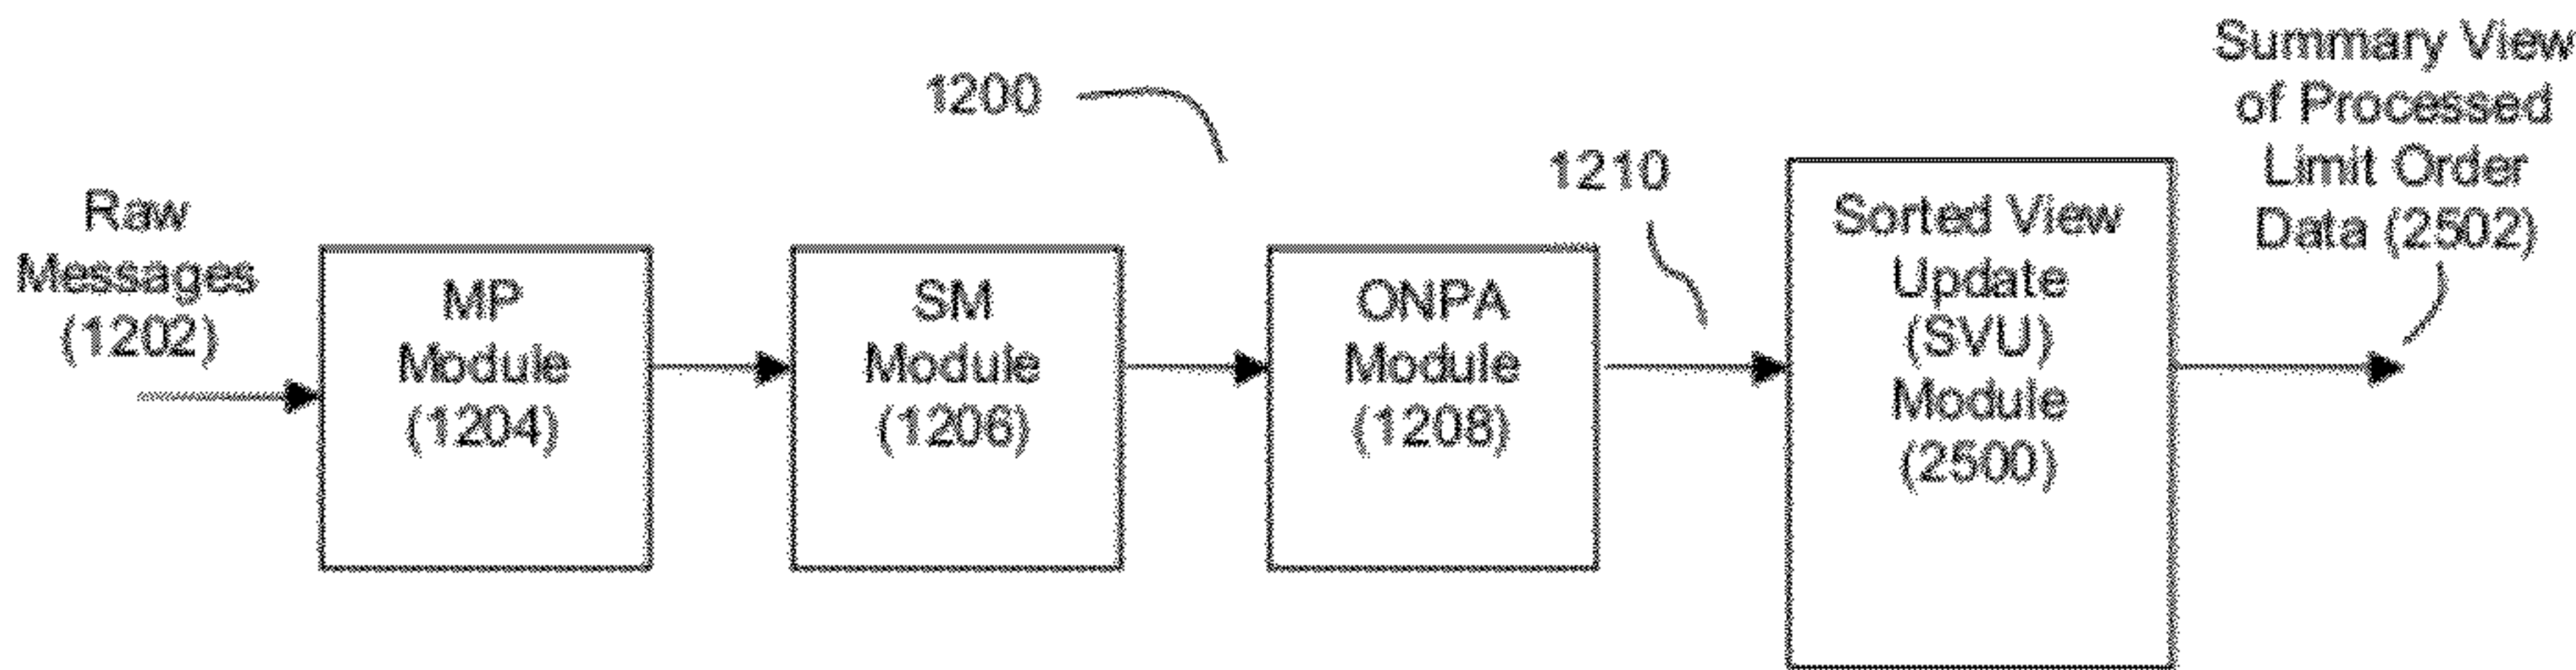 Raw
Messages
(1202)
MP
Module
(1204)
SM
Module
(1206)
1200
ONPA
Module
(1208)
1210
Sorted View
Update
(SVU)
Module
(2500)
Summary View
of Processed
Limit Order
Data (2502)